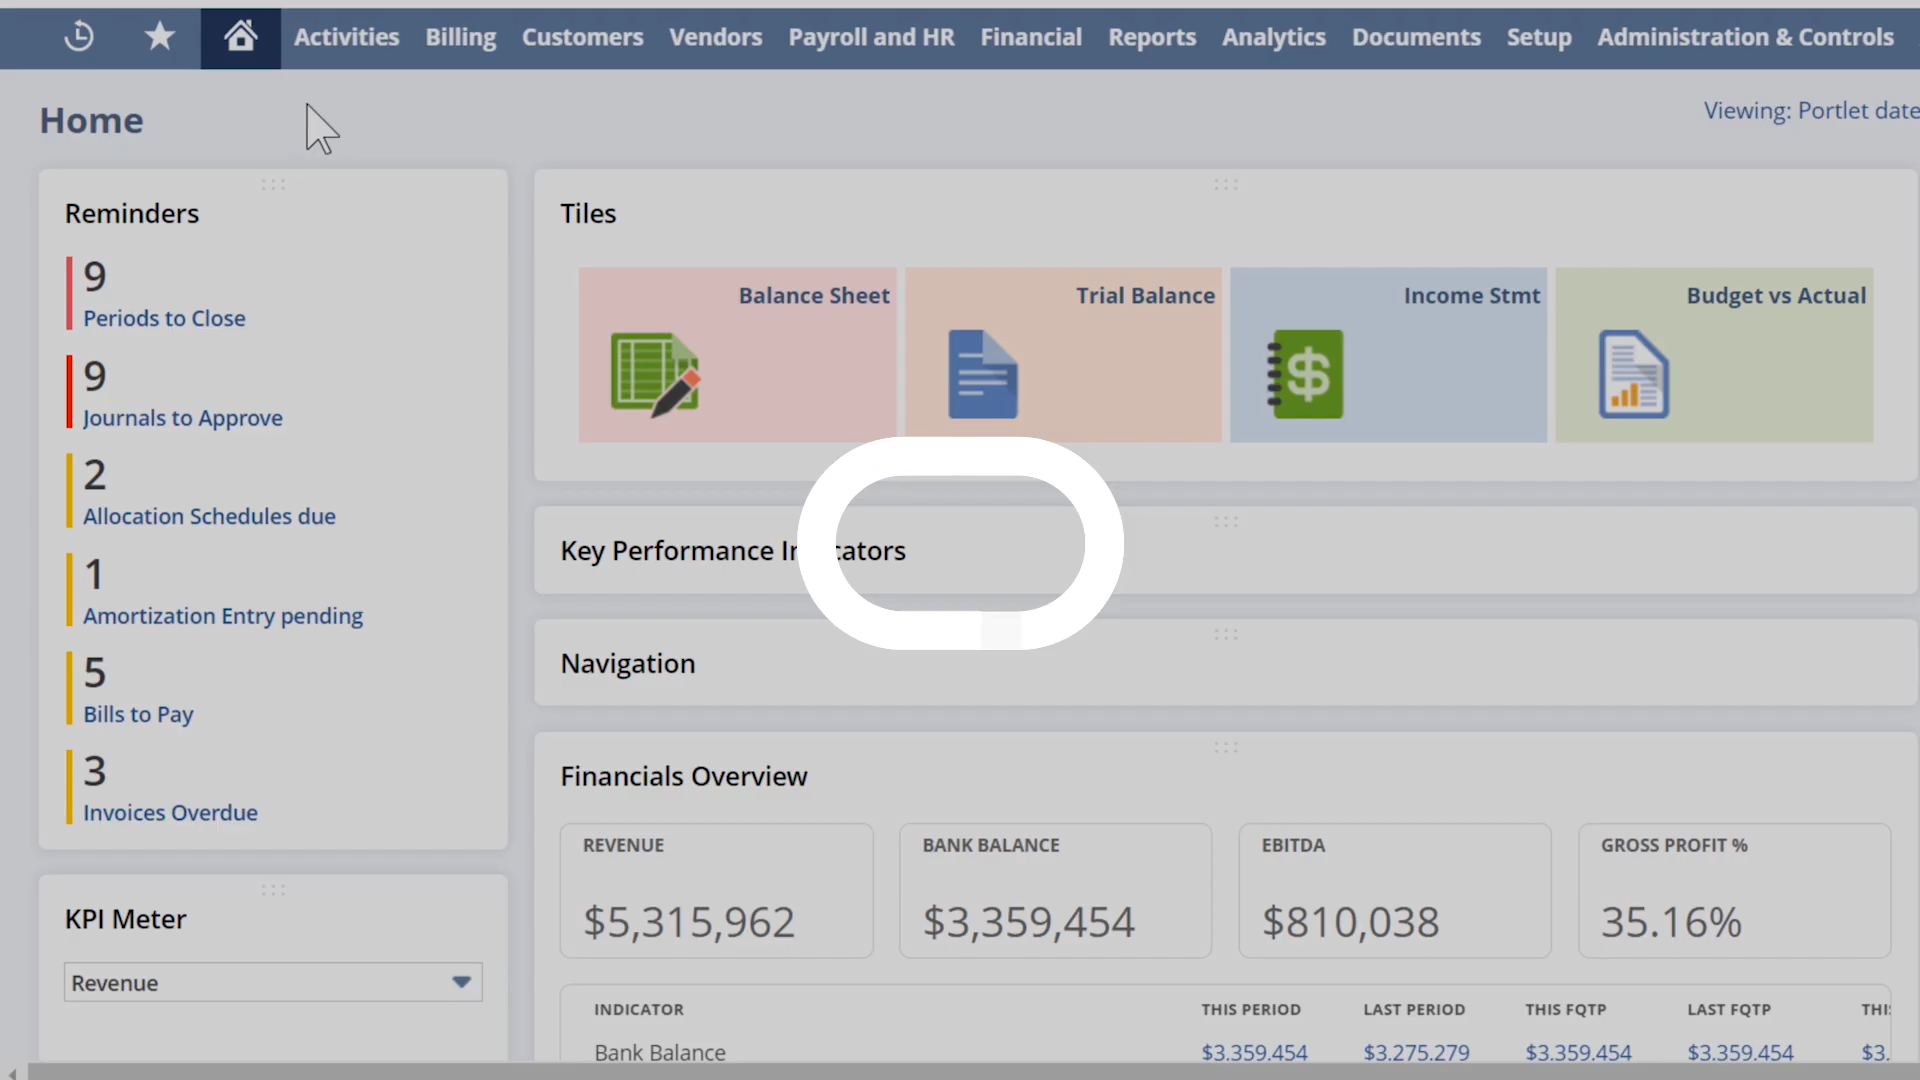 Activities Billing Customers Vendors Payroll and HR Financial Reports Analytics Documents Setup Administration & Controls
Home
Viewing: Portlet date
Reminders
9
Periods to Close
9
Journals to Approve
2
Allocation Schedules due
1
Amortization Entry pending
5
Bills to Pay
3
Invoices Overdue
KPI Meter
Revenue
Tiles
Balance Sheet
Trial Balance
Income Stmt
Budget vs Actual
Key Performance
Navigation
Financials Overview
REVENUE
$5,315,962
BANK BALANCE
$3,359,454
EBITDA
$810,038
GROSS PROFIT %
35.16%
INDICATOR THIS PERIOD LAST PERIOD THIS FQTP LAST FQTP
Bank Balance $3,359,454 $3,275,279 $3,359,454 $3,359,454